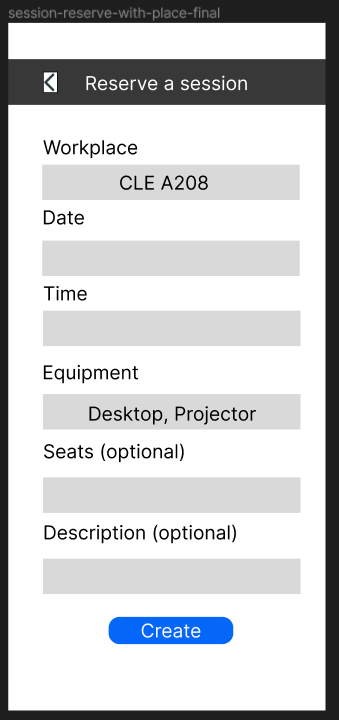 session-reserve-with-place-final
Reserve a session
Workplace
CLE A208
Date
Time
Equipment
Desktop, Projector
Seats (optional)
Description (optional)
Create